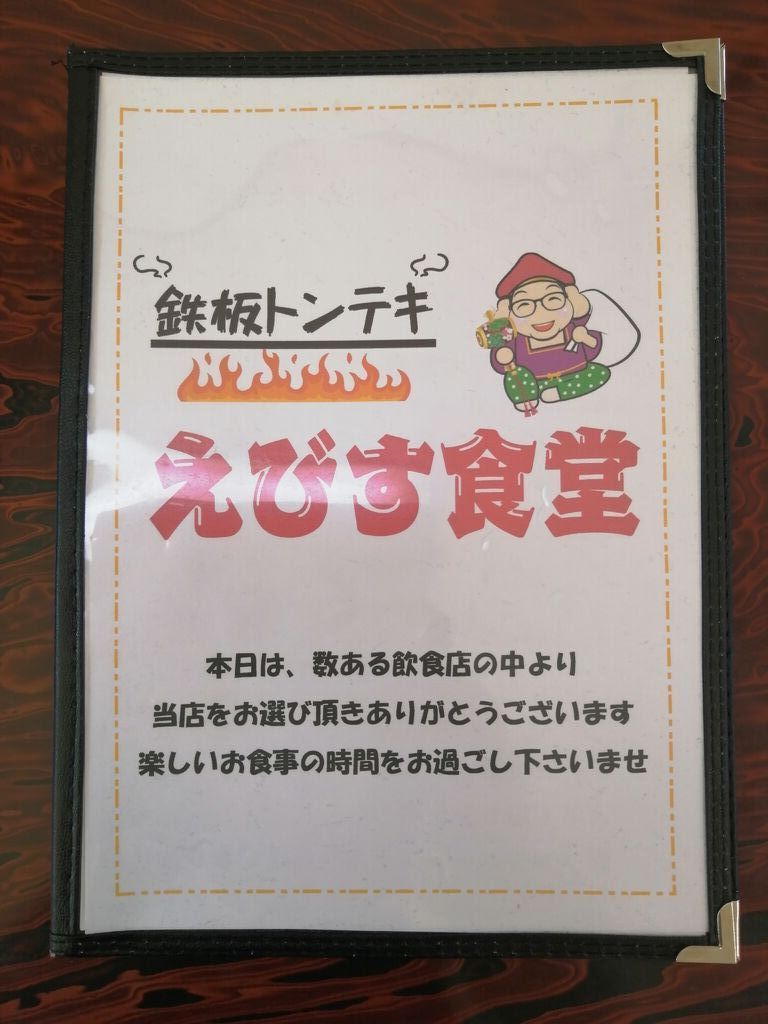 鉄板トンテキ
えびす食堂
本日は、数ある飲食店の中より
当店をお選び頂きありがとうございます
楽しいお食事の時間をお過ごし下さいませ